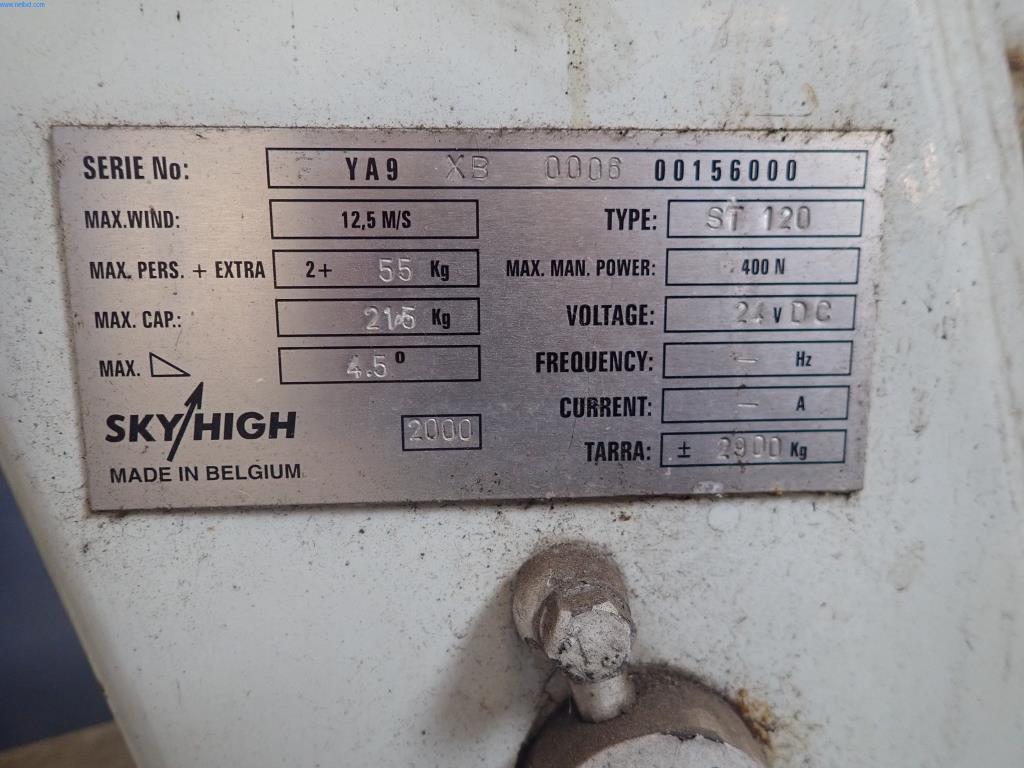 www.netbid.com
SERIE No: YA9 XB 0006 00156000
MAX.WIND: 12,5 M/S TYPE: ST 120
MAX. PERS. + EXTRA 2+ 55 Kg MAX. MAN. POWER: 400 N
MAX. CAP.: 215 Kg VOLTAGE: 24 V DC
MAX. 4.5° FREQUENCY: – Hz
CURRENT: – A
SKY HIGH 2000 TARRA: ± 2900 Kg
MADE IN BELGIUM